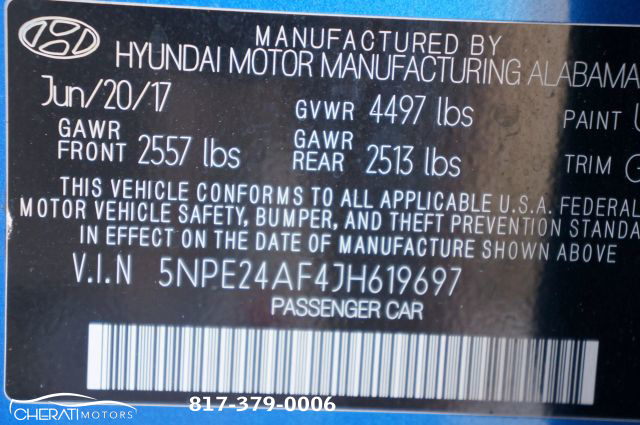 MANUFACTURED BY
HYUNDAI MOTOR MANUFACTURING ALABAMA
Jun/20/17 GVWR 4497 lbs PAINT
GAWR FRONT 2557 lbs GAWR REAR 2513 lbs TRIM
THIS VEHICLE CONFORMS TO ALL APPLICABLE U.S.A. FEDERAL
MOTOR VEHICLE SAFETY, BUMPER, AND THEFT PREVENTION STANDA
IN EFFECT ON THE DATE OF MANUFACTURE SHOWN ABOVE
V.I.N 5NPE24AF4JH619697
PASSENGER CAR
CHERATI MOTORS 817-379-0006